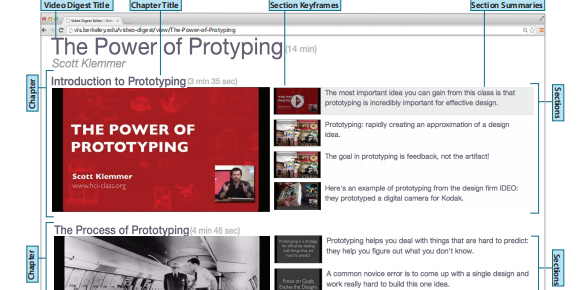 Video Digest Title
Chapter Title
Section Keyframes
Section Summaries
Video Digest Editor | Web Vi
vis.berkeley.edu/video-digest/view/The-Power-of-Protyping
The Power of Protyping (14 min)
Scott Klemmer
Chapter
Introduction to Prototyping (3 min 35 sec)
THE POWER OF
PROTOTYPING
Scott Klemmer
www.hci-class.org
The most important idea you can gain from this class is that
prototyping is incredibly important for effective design.
Prototyping: rapidly creating an approximation of a design
idea.
The goal in prototyping is feedback, not the artifact!
Here's an example of prototyping from the design firm IDEO:
they protoyped a digital camera for Kodak.
Sections
Chapter
The Process of Protyping (4 min 46 sec)
Prototyping is a strategy
for efficiently dealing
with things that are
hard to predict
Focus on Goals
Evolve the Designs
Prototyping helps you deal with things that are hard to predict:
they help you figure out what you don't know.
A common novice error is to come up with a single design and
work really hard to build this one idea.
Sections